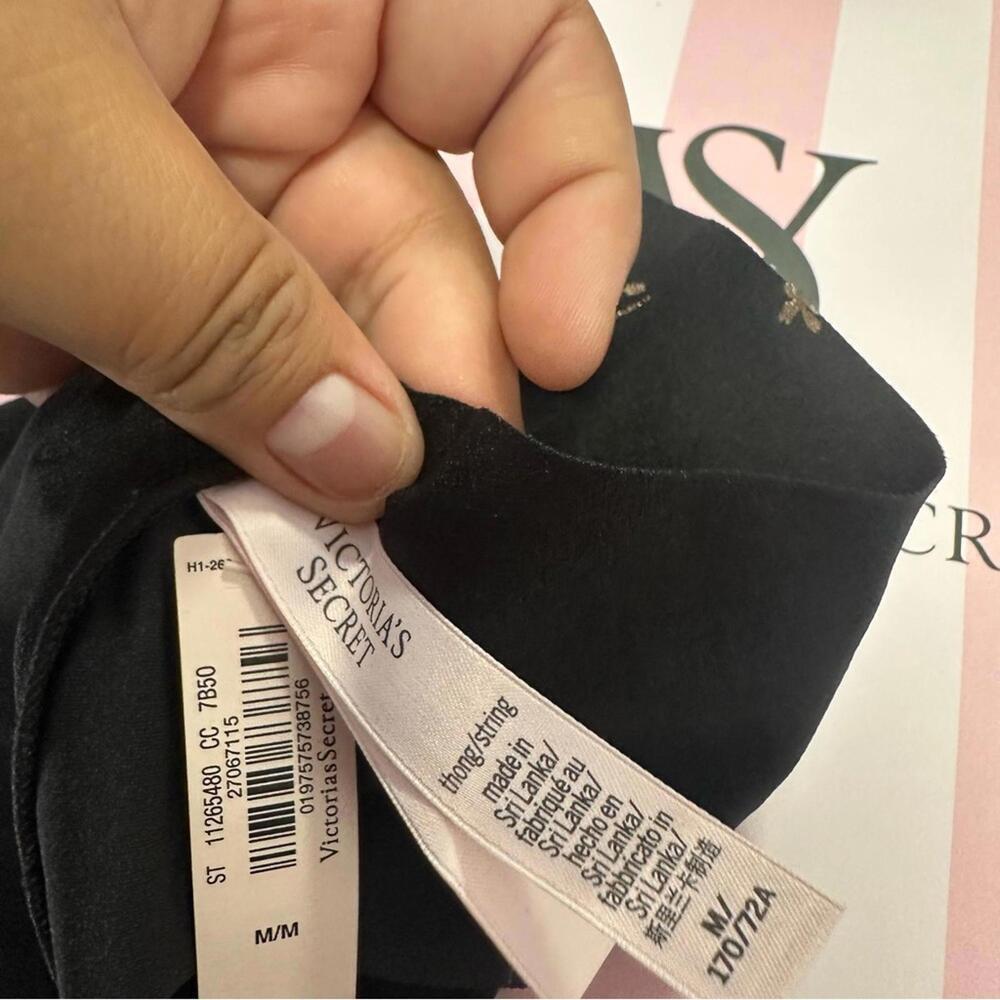 VS
CR
H1-26
ST 11265480 CC 7B50
27067115
0197575738756
VictoriasSecret
M/M
VICTORIA'S
SECRET
thong/string
made in
Sri Lanka/
fabriqué au
Sri Lanka/
hecho en
Sri Lanka/
fabbricato in
Sri Lanka/
斯里兰卡制造
M/
170/72A